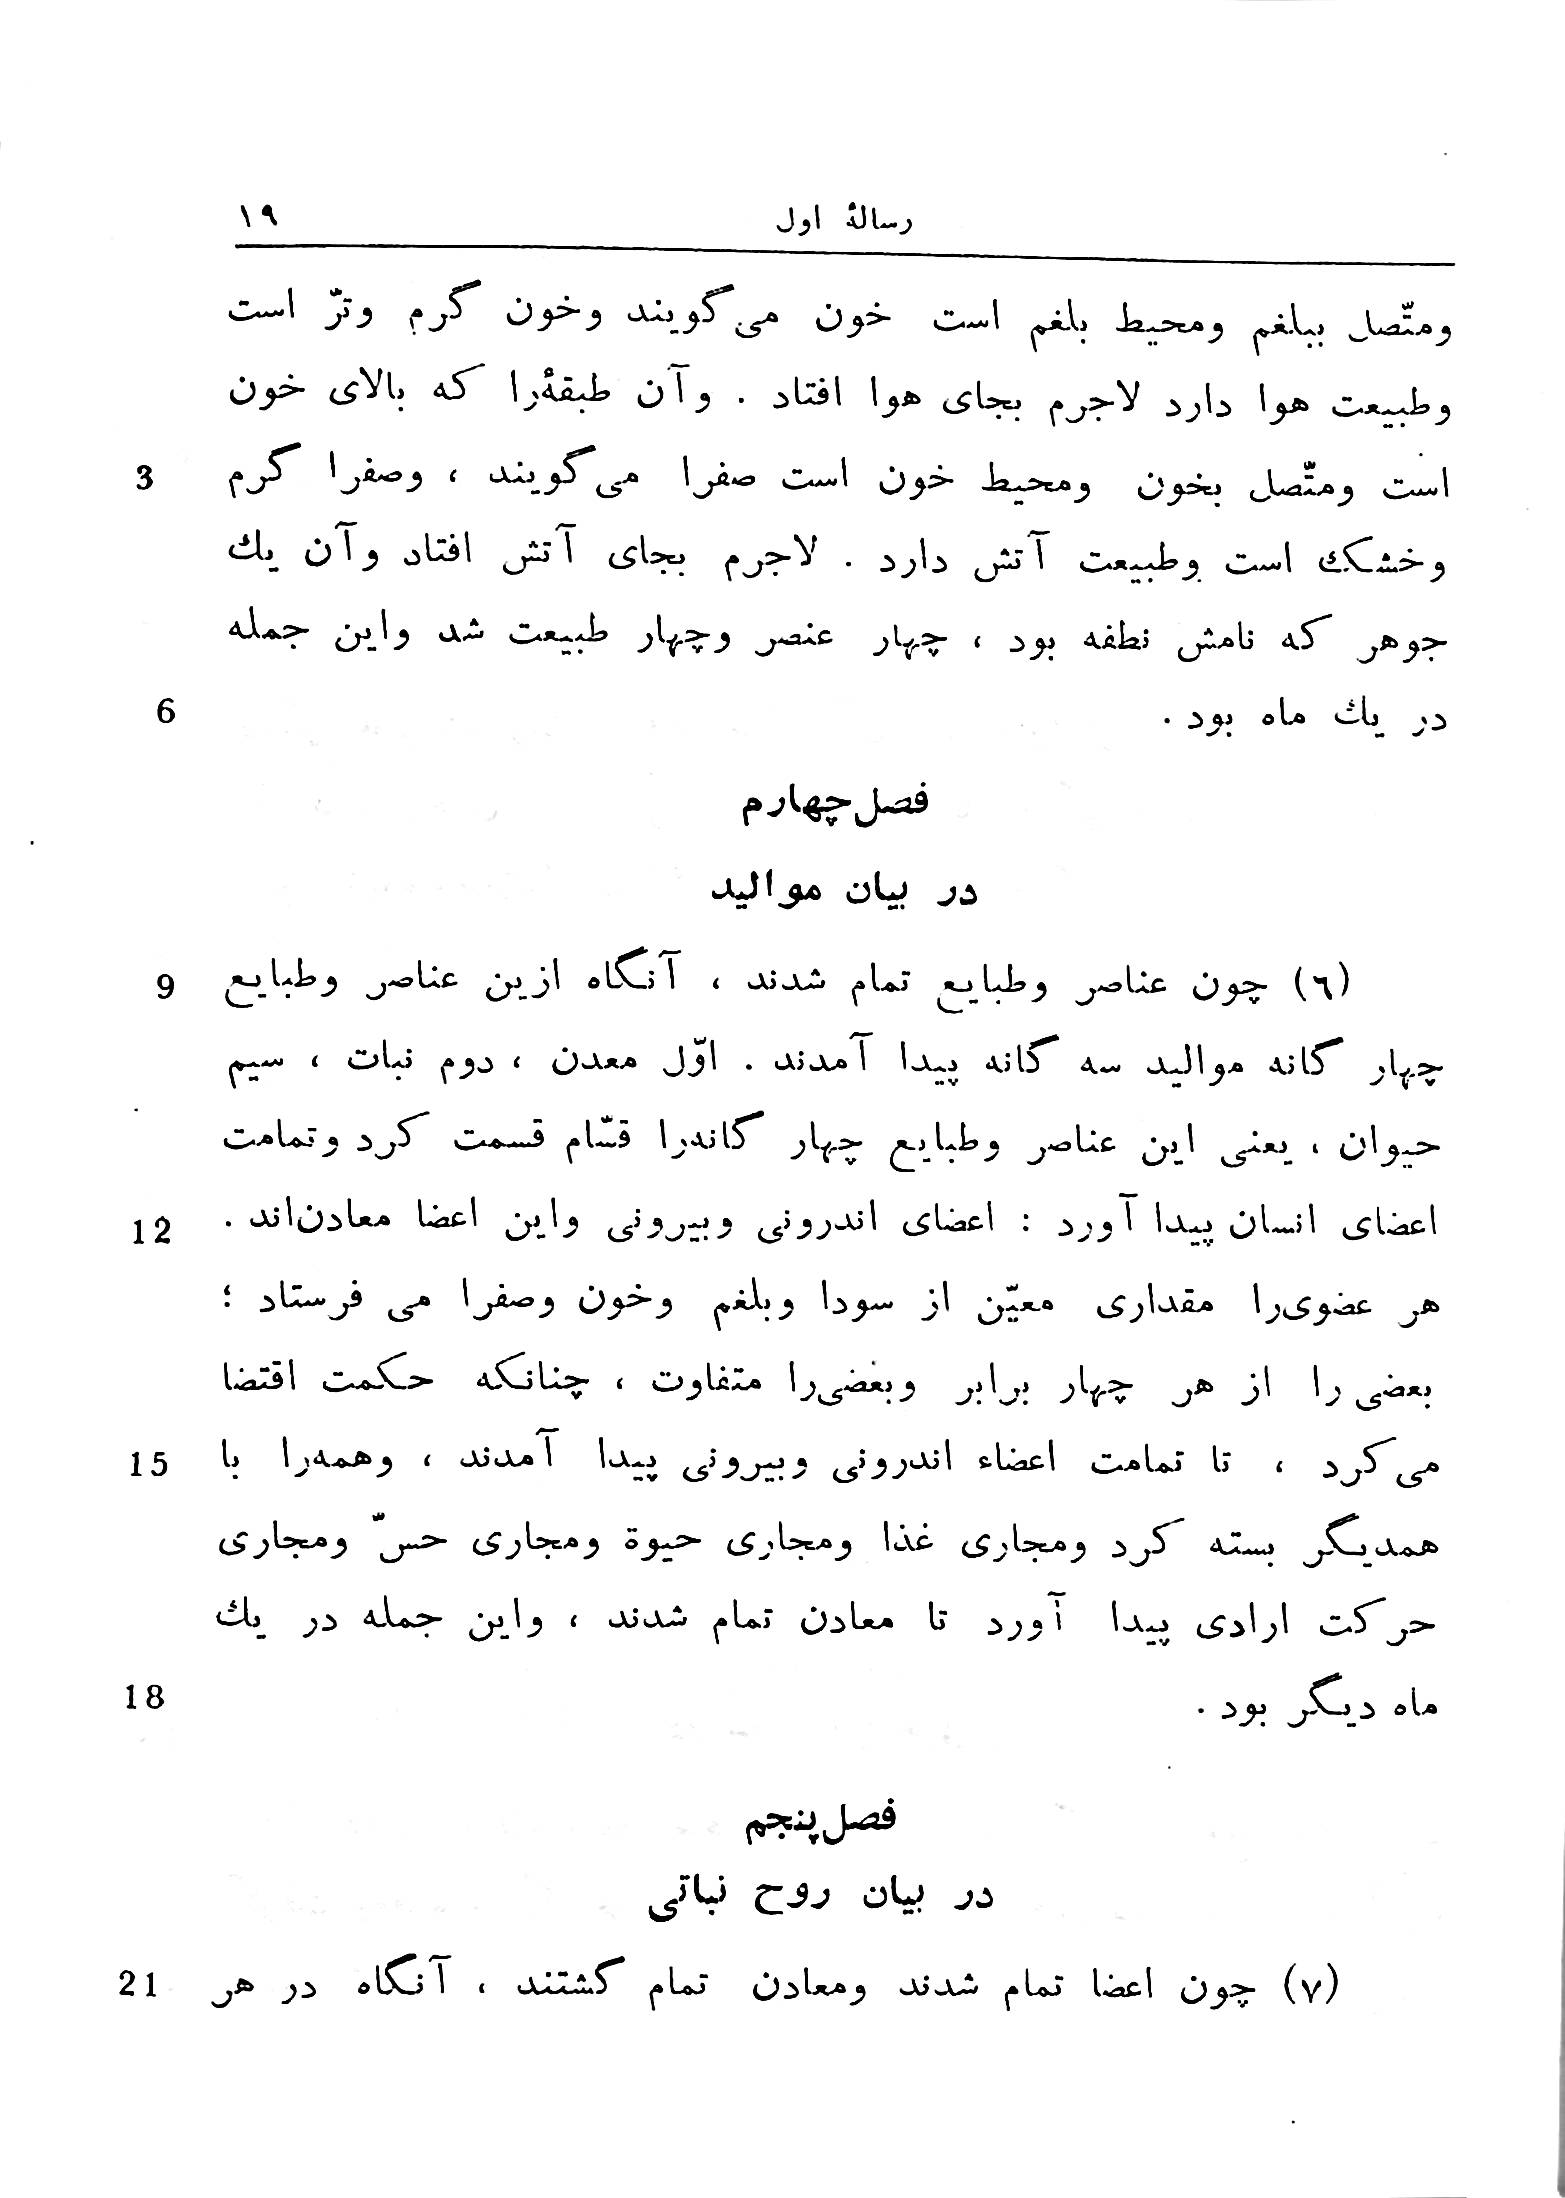 رسالهٔ اول ۱۹
ومتّصل ببلغم ومحیط بلغم است خون می‌گویند وخون گرم وترّ است
وطبیعت هوا دارد لاجرم بجای هوا افتاد . وآن طبقهٔ‌را که بالای خون
است ومتّصل بخون ومحیط خون است صفرا می‌گویند ، وصفرا گرم 3
وخشک است وطبیعت آتش دارد . لاجرم بجای آتش افتاد وآن یك
جوهر که نامش نطفه بود ، چهار عنصر وچهار طبیعت شد واین جمله
در یك ماه بود . 6
فصل چهارم
در بیان موالید
(٦) چون عناصر وطبایع تمام شدند ، آنگاه ازین عناصر وطبایع 9
چهار گانه موالید سه گانه پیدا آمدند . اوّل معدن ، دوم نبات ، سیم
حیوان ، یعنی این عناصر وطبایع چهار گانه‌را قسّام قسمت کرد وتمامت
اعضای انسان پیدا آورد : اعضای اندرونی وبیرونی واین اعضا معادن‌اند . 12
هر عضوی‌را مقداری معیّن از سودا وبلغم وخون وصفرا می فرستاد ؛
بعضی را از هر چهار برابر وبعضی‌را متفاوت ، چنانکه حکمت اقتضا
می‌کرد ، تا تمامت اعضاء اندرونی وبیرونی پیدا آمدند ، وهمه‌را با 15
همدیگر بسته کرد ومجاری غذا ومجاری حیوة ومجاری حسّ ومجاری
حرکت ارادی پیدا آورد تا معادن تمام شدند ، واین جمله در یك
ماه دیگر بود . 18
فصل پنجم
در بیان روح نباتی
(۷) چون اعضا تمام شدند ومعادن تمام گشتند ، آنگاه در هر 21